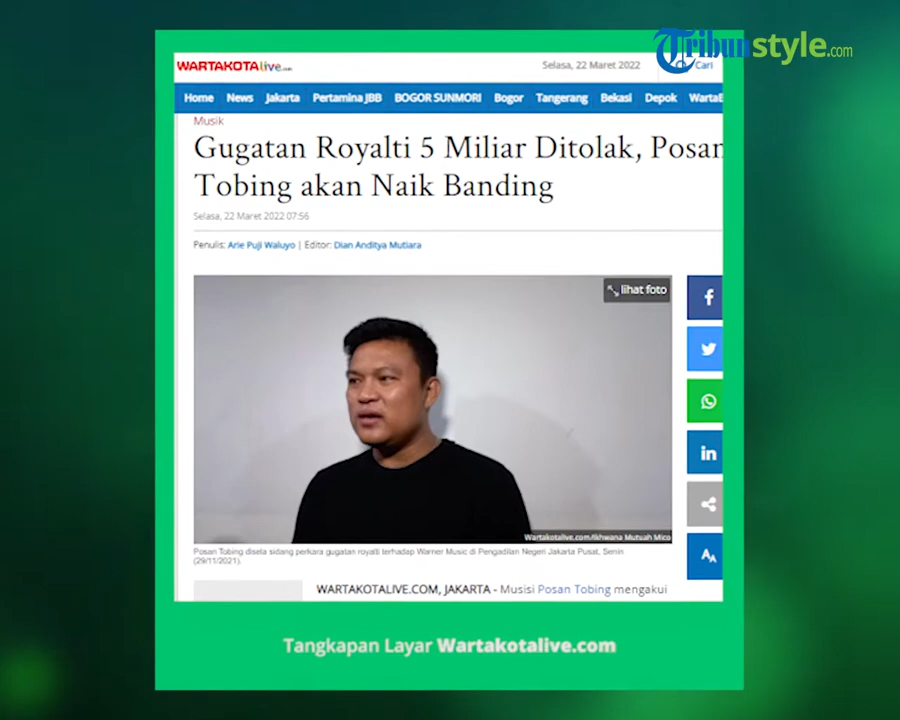 Tribunstyle.com
WARTAKOTAlive.com
Selasa, 22 Maret 2022
Cari
Home News Jakarta Pertamina JBB BOGOR SUNMORI Bogor Tangerang Bekasi Depok WartaB
Musik
Gugatan Royalti 5 Miliar Ditolak, Posan
Tobing akan Naik Banding
Selasa, 22 Maret 2022 07:56
Penulis: Arie Puji Waluyo | Editor: Dian Anditya Mutiara
lihat foto
Wartakotalive.com/Ikhwana Mutuah Mico
Posan Tobing disela sidang perkara gugatan royalti terhadap Warner Music di Pengadilan Negeri Jakarta Pusat, Senin
(29/11/2021).
WARTAKOTALIVE.COM, JAKARTA - Musisi Posan Tobing mengakui
Tangkapan Layar Wartakotalive.com